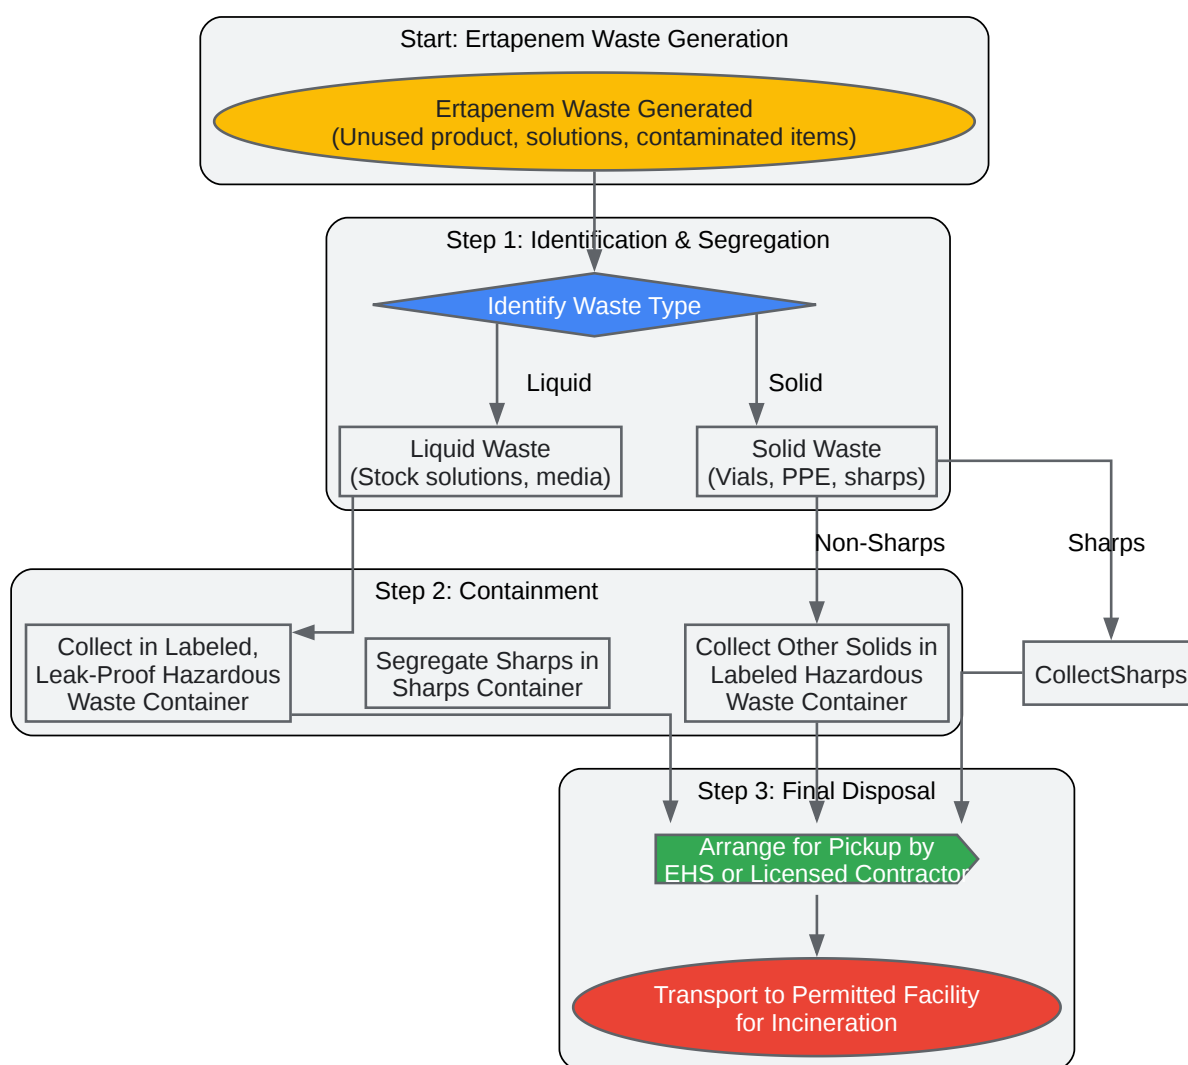 Start: Ertapenem Waste Generation
Ertapenem Waste Generated
(Unused product, solutions, contaminated items)
Step 1: Identification & Segregation
Identify Waste Type
Liquid
Solid
Liquid Waste
(Stock solutions, media)
Solid Waste
(Vials, PPE, sharps)
Non-Sharps
Sharps
Step 2: Containment
Collect in Labeled,
Leak-Proof Hazardous
Waste Container
Segregate Sharps in
Sharps Container
Collect Other Solids in
Labeled Hazardous
Waste Container
CollectSharps
Step 3: Final Disposal
Arrange for Pickup by
EHS or Licensed Contractor
Transport to Permitted Facility
for Incineration